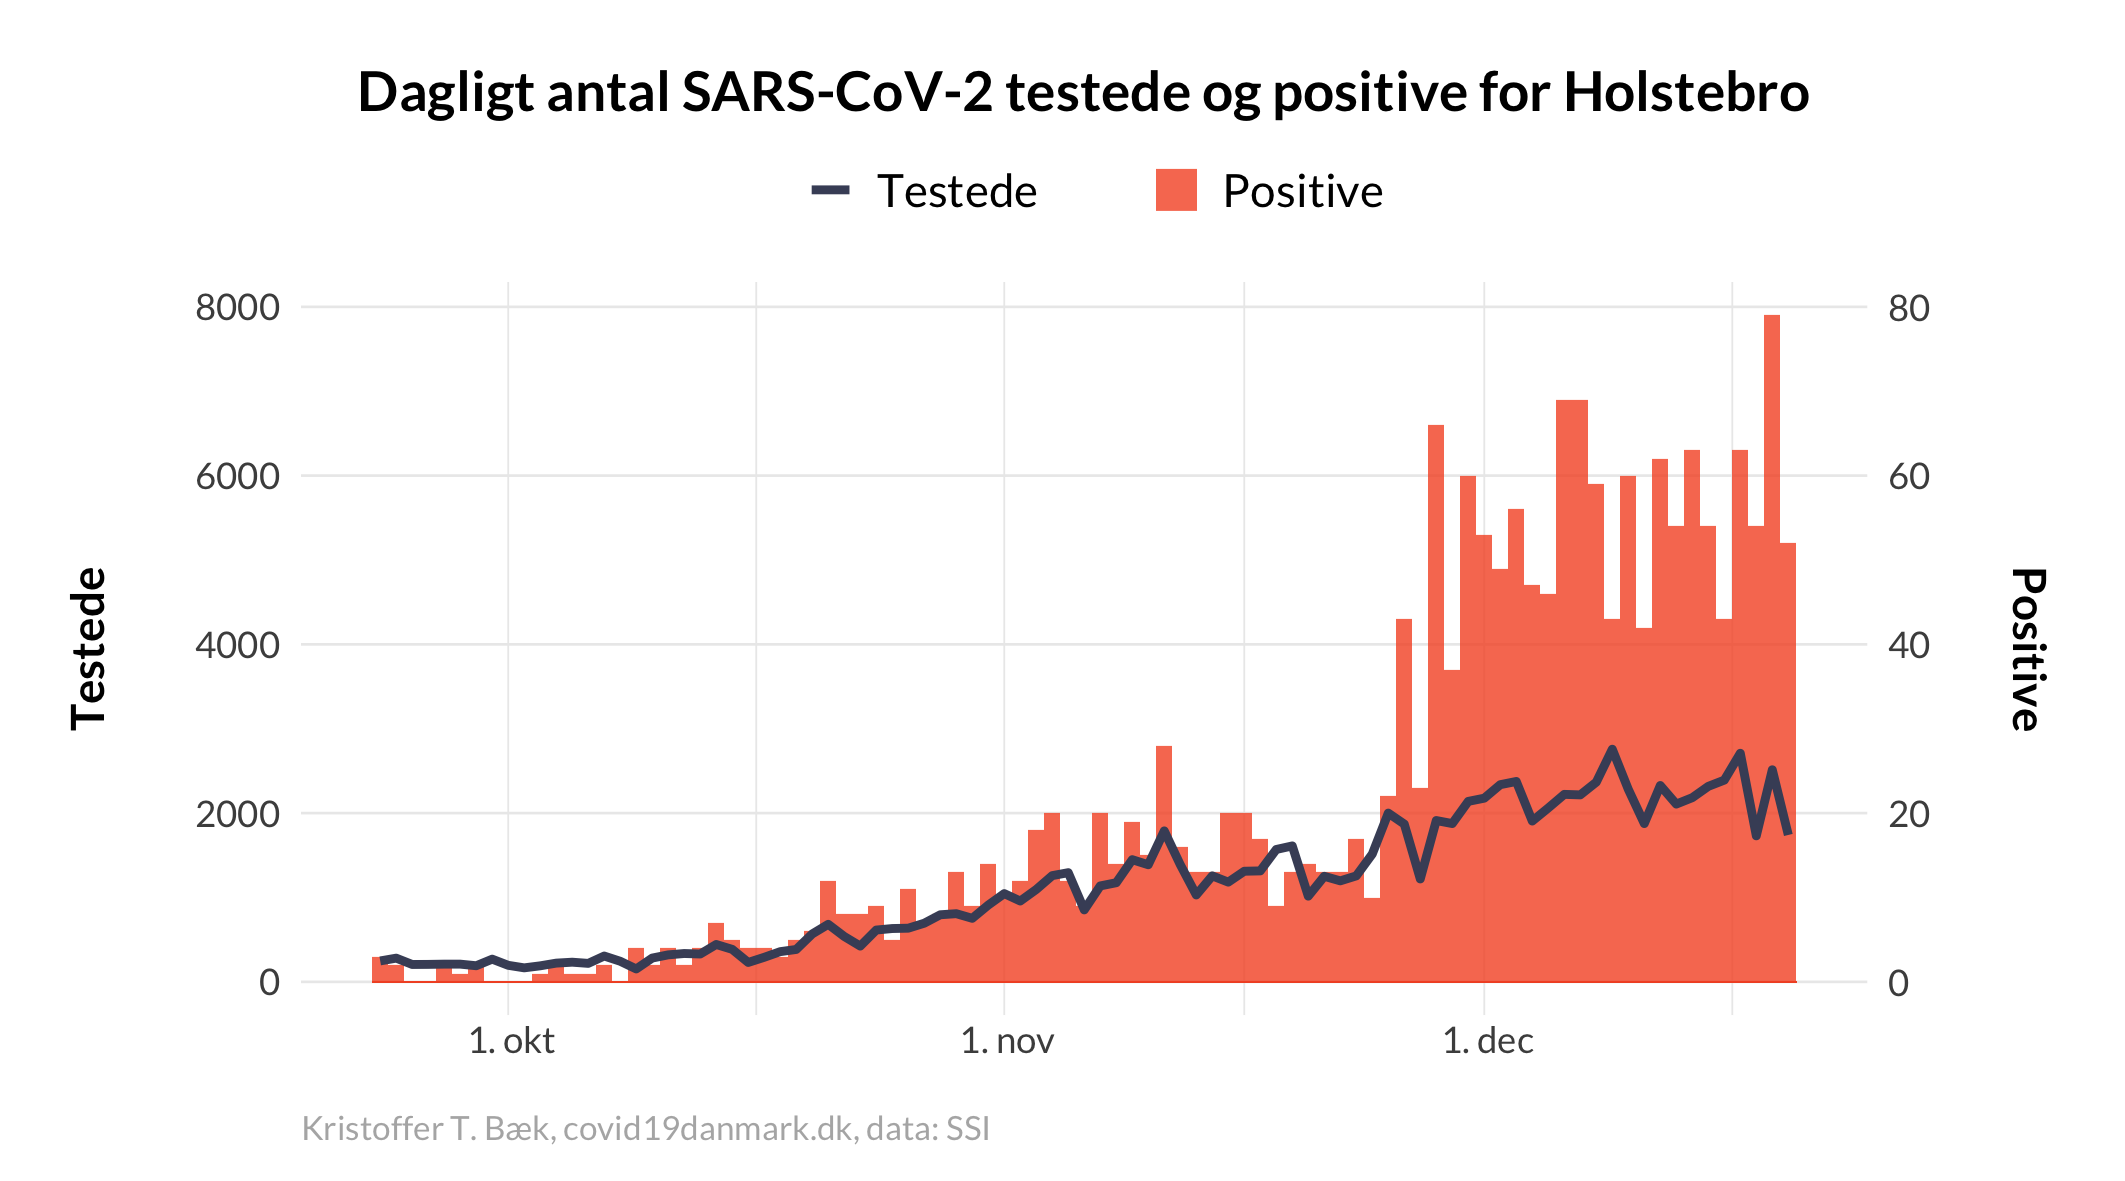 Dagligt antal SARS-CoV-2 testede og positive for Holstebro
Testede
Positive
8000
6000
4000
2000
0
Testede
80
60
40
20
0
Positive
1. okt
1. nov
1. dec
Kristoffer T. Bæk, covid19danmark.dk, data: SSI